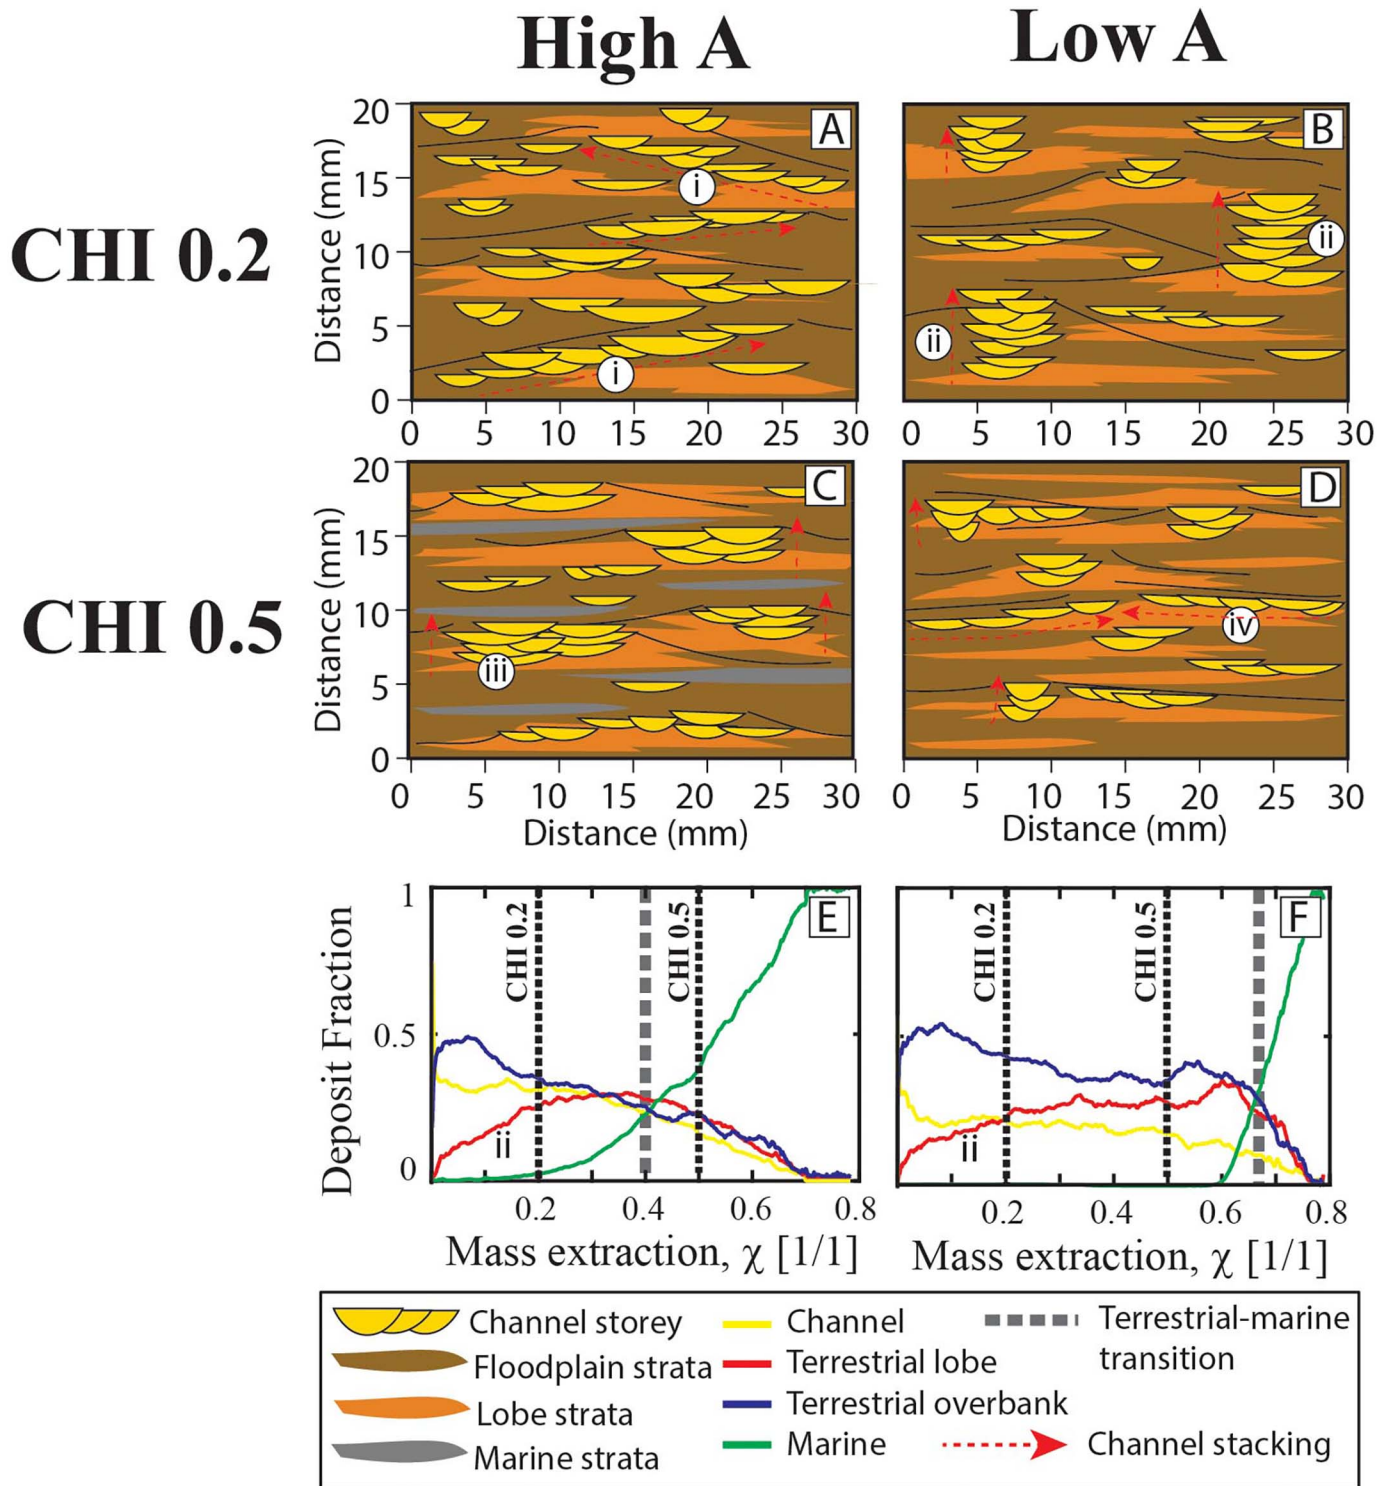 High A
Low A
CHI 0.2
CHI 0.5
A
B
C
D
E
F
Distance (mm)
20
15
10
5
0
0 5 10 15 20 25 30
0 5 10 15 20 25 30
i
i
ii
ii
Distance (mm)
20
15
10
5
0
0 5 10 15 20 25 30
0 5 10 15 20 25 30
iii
iv
Distance (mm)
Distance (mm)
Deposit Fraction
1
0.5
0
CHI 0.2
CHI 0.5
ii
CHI 0.2
CHI 0.5
ii
0.2 0.4 0.6 0.8
0.2 0.4 0.6 0.8
Mass extraction, χ [1/1]
Mass extraction, χ [1/1]
Channel storey
Floodplain strata
Lobe strata
Marine strata
Channel
Terrestrial lobe
Terrestrial overbank
Marine
Terrestrial-marine
transition
Channel stacking